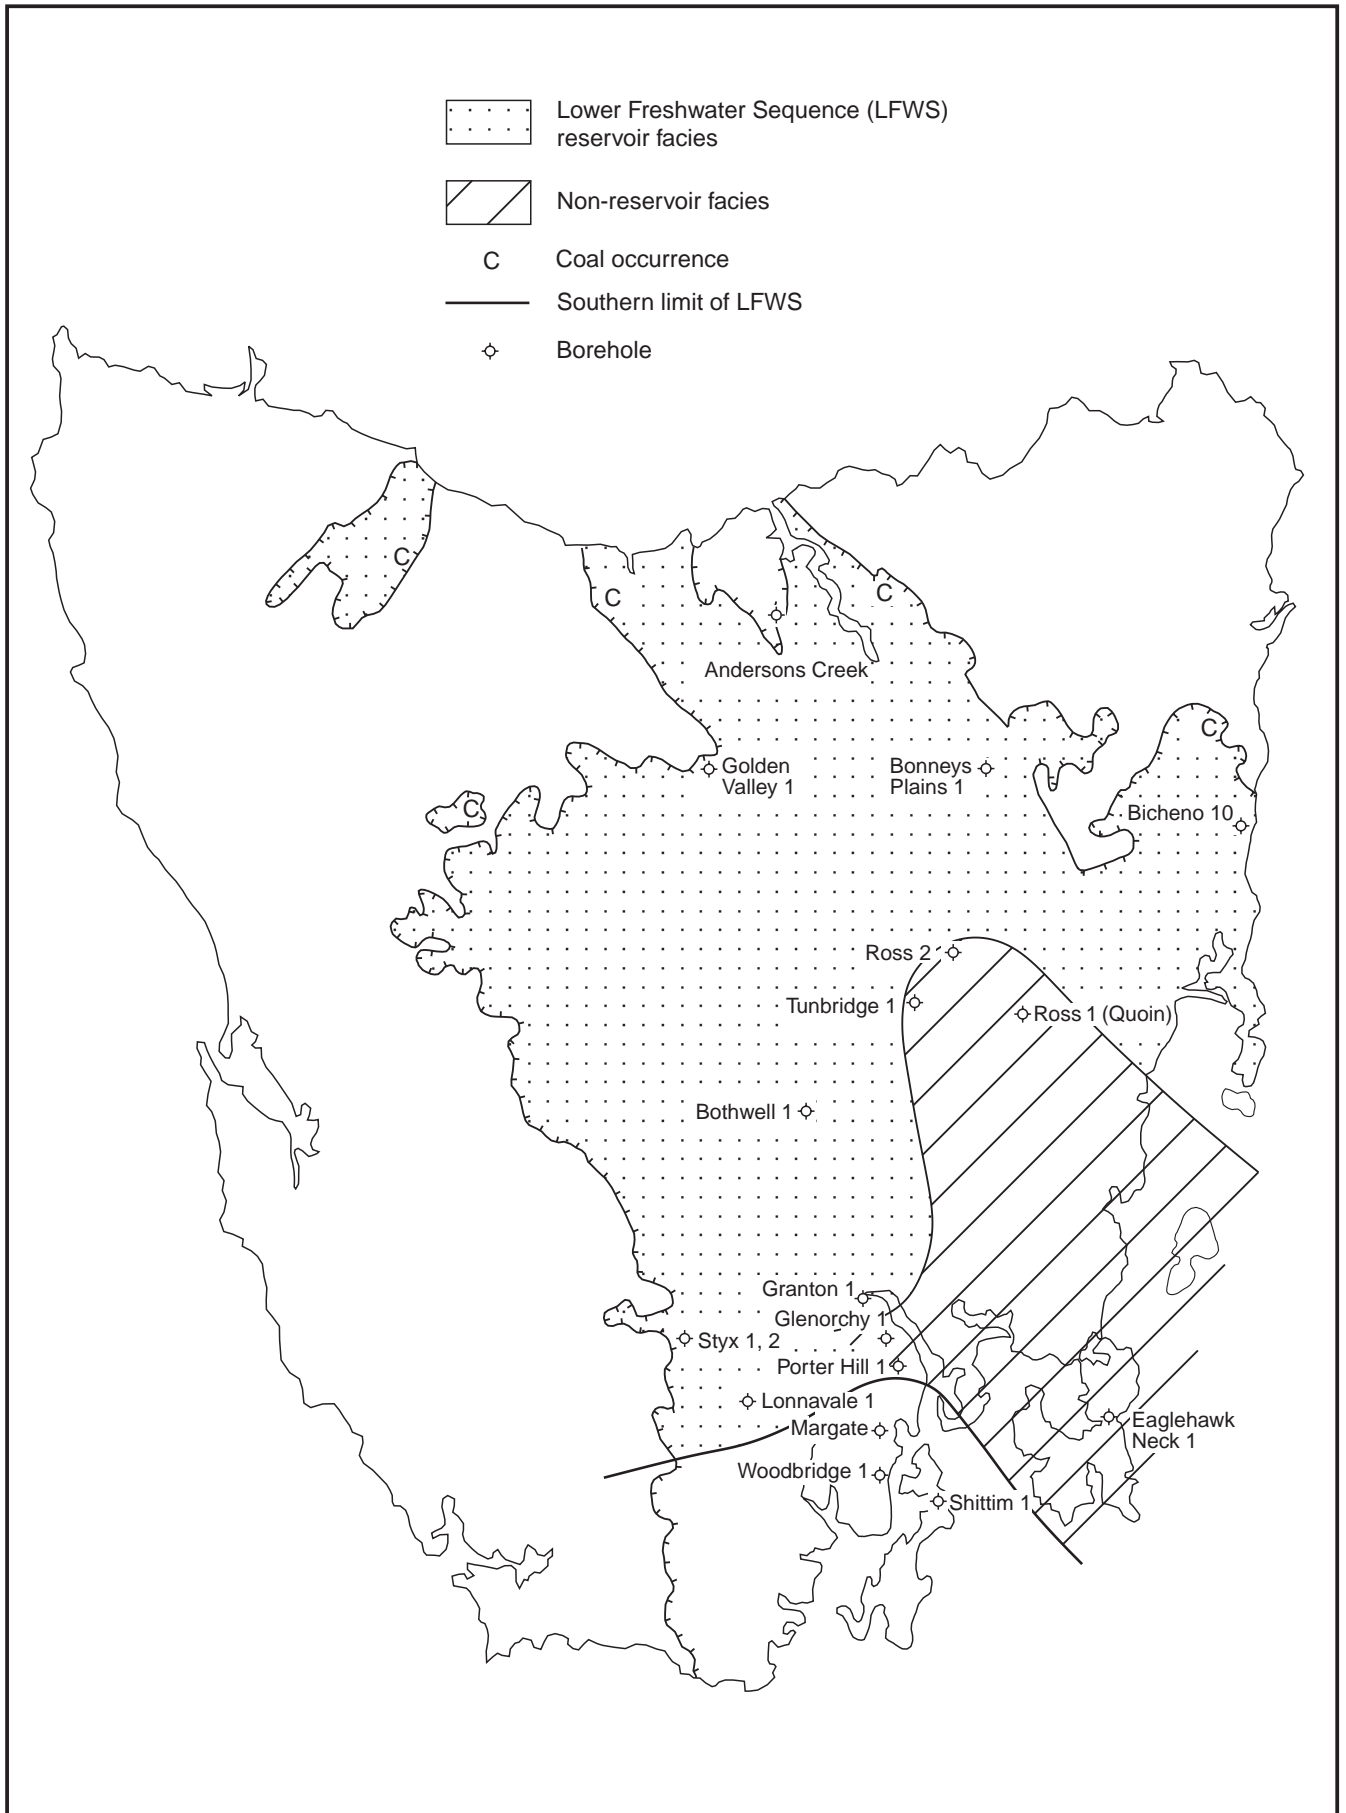 Lower Freshwater Sequence (LFWS)
reservoir facies
Non-reservoir facies
C
Coal occurrence
Southern limit of LFWS
Borehole
C
C
C
Andersons Creek
C
Golden
Valley 1
Bonneys
Plains 1
C
Bicheno 10
Ross 2
Tunbridge 1
Ross 1 (Quoin)
Bothwell 1
Granton 1
Glenorchy 1
Styx 1, 2
Porter Hill 1
Lonnavale 1
Margate
Eaglehawk
Neck 1
Woodbridge 1
Shittim 1